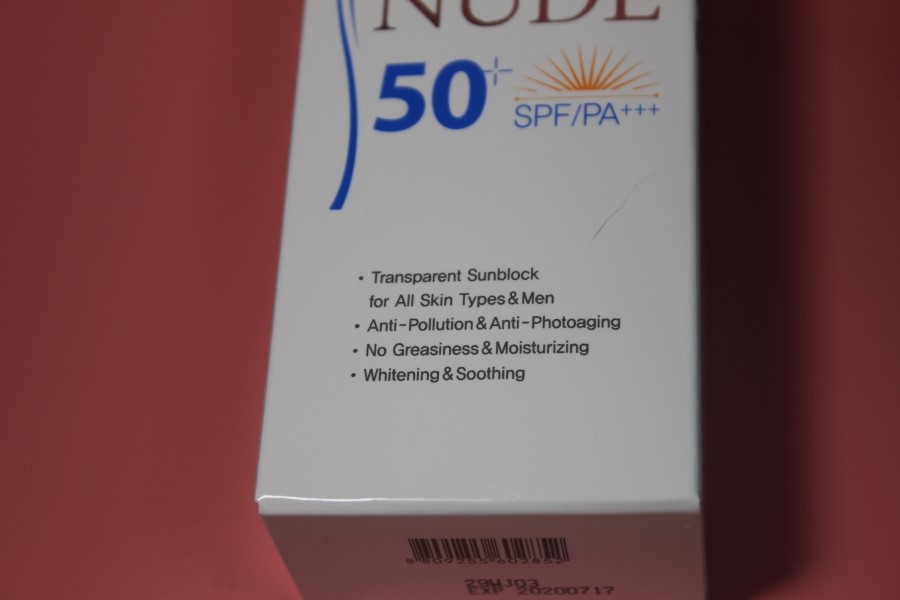 NUDE
50+
SPF/PA+++
• Transparent Sunblock
for All Skin Types & Men
• Anti-Pollution & Anti-Photoaging
• No Greasiness & Moisturizing
• Whitening & Soothing
29WJ03
EXP 20200717